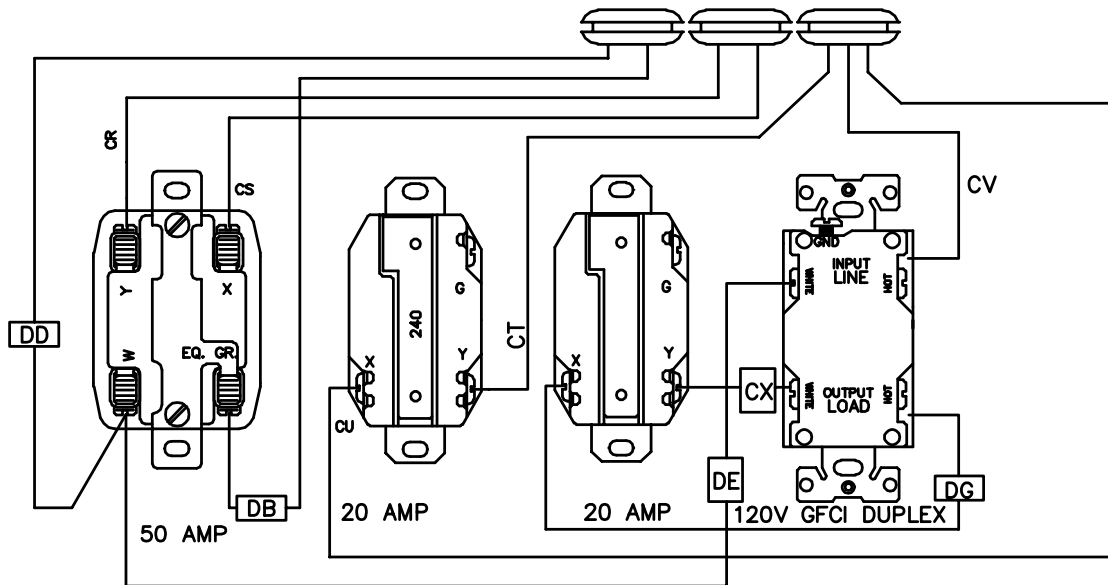 CR
CS
CV
GND
INPUT
LINE
WHITE
HOT
Y
X
G
G
240
CT
DD
W
EQ. GR.
X
Y
X
Y
CX
WHITE
OUTPUT
LOAD
HOT
CU
DE
DG
DB
20 AMP
20 AMP
120V GFCI DUPLEX
50 AMP